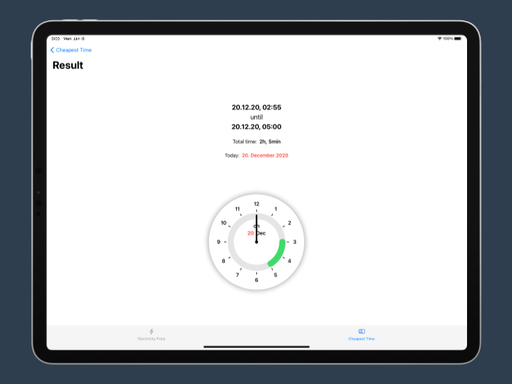 100%
Cheapest Time
Result
20.12.20, 02:55
until
20.12.20, 05:00
Total time: 2h, 5min
Today: 20. December 2020
12
11 1
10 2
20 Dec
9 3
8 4
7 5
6
Electricity Price Cheapest Time